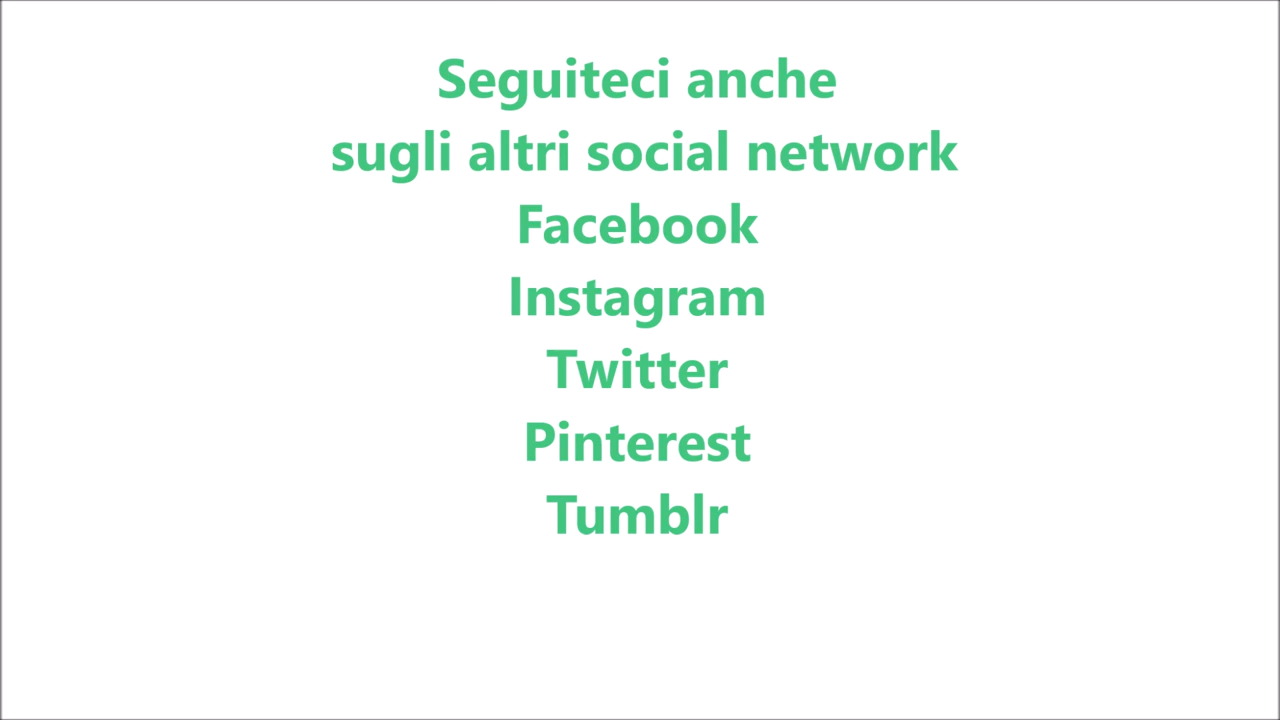 Seguiteci anche
sugli altri social network
Facebook
Instagram
Twitter
Pinterest
Tumblr